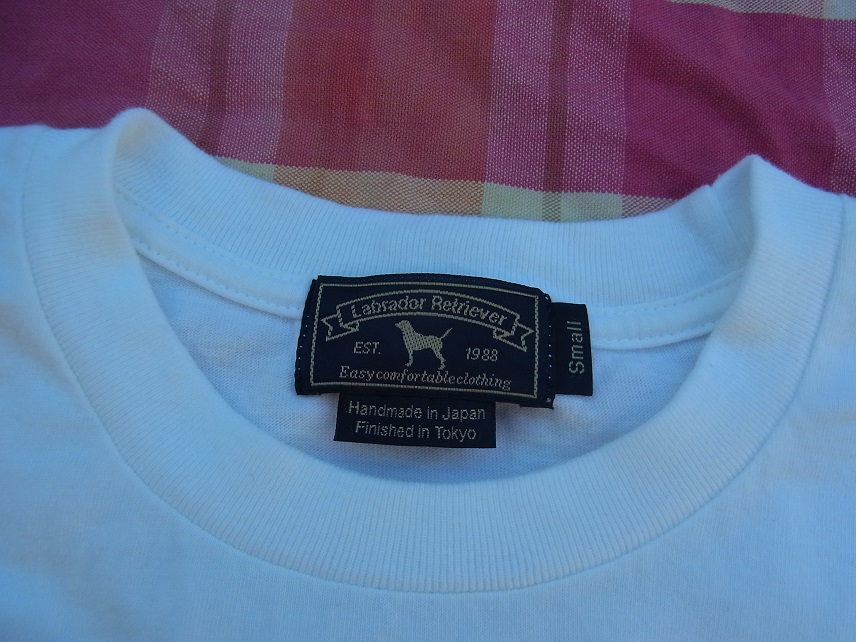 Labrador Retriever
EST. 1988
Easycomfortableclothing
Small
Handmade in Japan
Finished in Tokyo